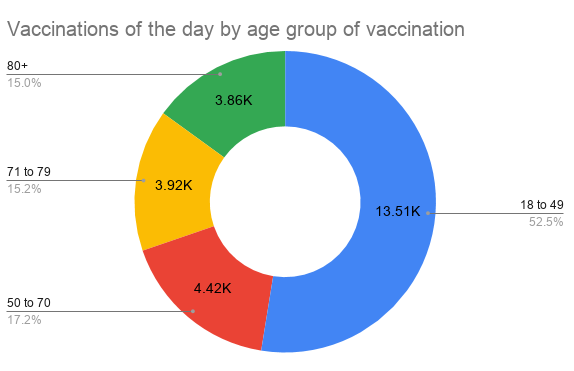 Vaccinations of the day by age group of vaccination
80+
15.0%
3.86K
71 to 79
15.2%
3.92K
18 to 49
52.5%
13.51K
50 to 70
17.2%
4.42K